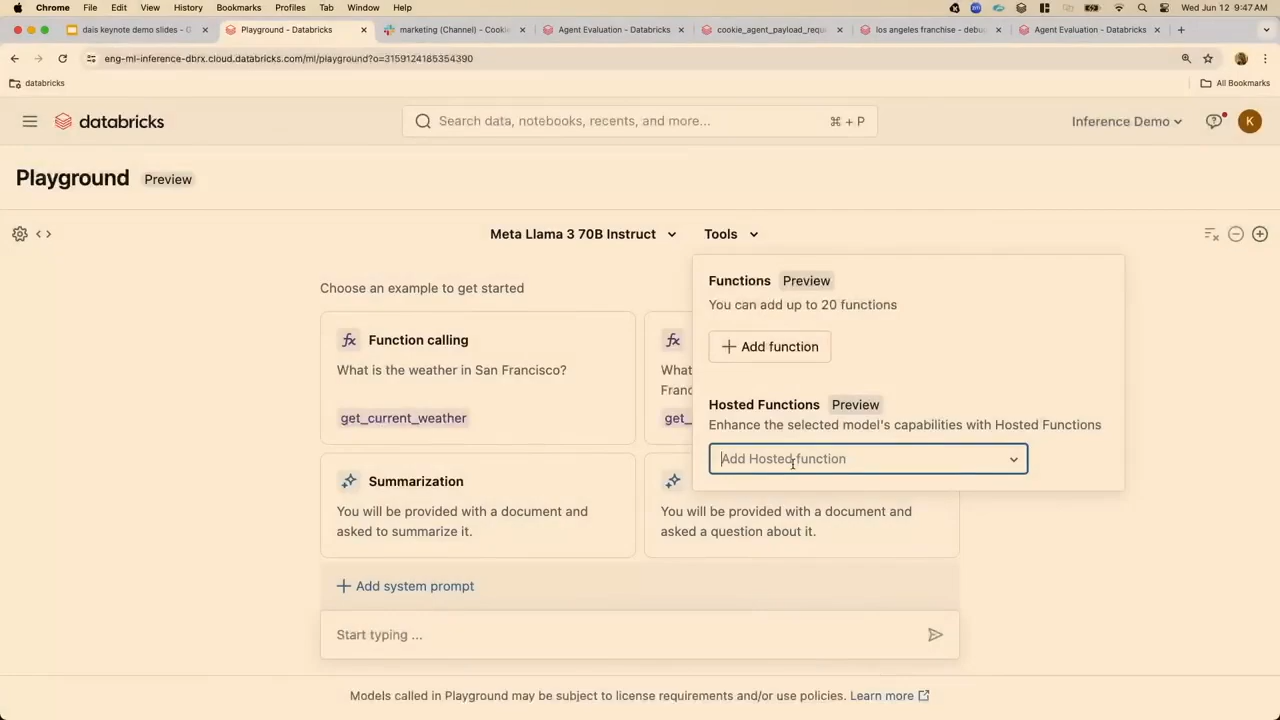 Chrome File Edit View History Bookmarks Profiles Tab Window Help
Wed Jun 12 9:47 AM
dais keynote demo slides - G
Playground - Databricks
marketing (Channel) - Cookie
Agent Evaluation - Databricks
cookie_agent_payload_requ
los angeles franchise - debu
Agent Evaluation - Databricks
eng-ml-inference-dbrx.cloud.databricks.com/ml/playground?o=3159124185354390
databricks
All Bookmarks
databricks
Search data, notebooks, recents, and more...
⌘ + P
Inference Demo
K
Playground Preview
Meta Llama 3 70B Instruct
Tools
Choose an example to get started
Functions Preview
You can add up to 20 functions
+ Add function
Hosted Functions Preview
Enhance the selected model's capabilities with Hosted Functions
Add Hosted function
fx Function calling
What is the weather in San Francisco?
get_current_weather
fx
What
Franc
get_
Summarization
You will be provided with a document and
asked to summarize it.
You will be provided with a document and
asked a question about it.
+ Add system prompt
Start typing ...
Models called in Playground may be subject to license requirements and/or use policies. Learn more